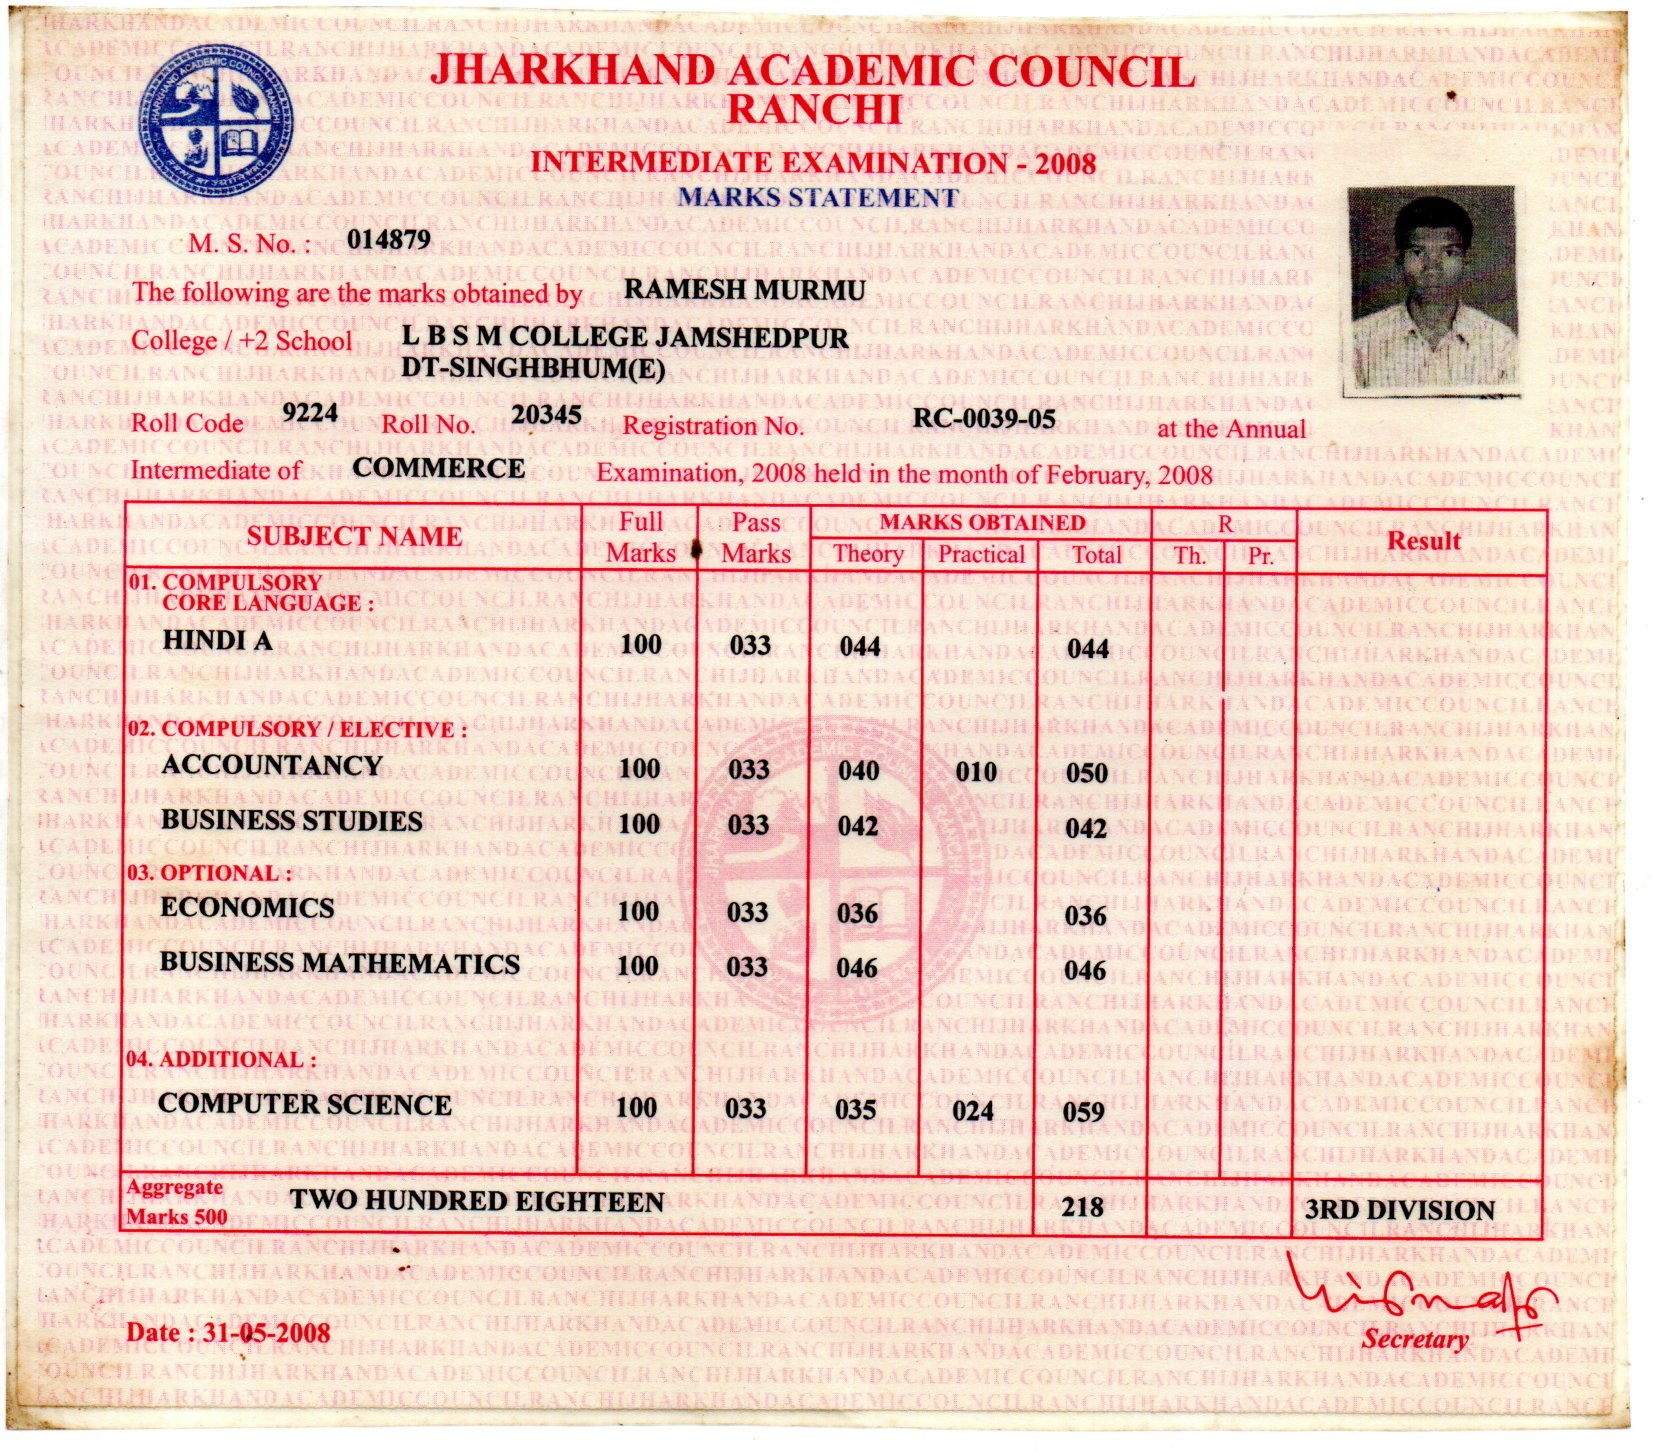 JHARKHAND ACADEMIC COUNCIL
RANCHI
INTERMEDIATE EXAMINATION - 2008
MARKS STATEMENT
M. S. No. : 014879
The following are the marks obtained by RAMESH MURMU
College / +2 School L B S M COLLEGE JAMSHEDPUR
DT-SINGHBHUM(E)
Roll Code 9224 Roll No. 20345 Registration No. RC-0039-05 at the Annual
Intermediate of COMMERCE Examination, 2008 held in the month of February, 2008
SUBJECT NAME Full Marks Pass Marks MARKS OBTAINED R Result
Theory Practical Total Th. Pr.
01. COMPULSORY
CORE LANGUAGE :
HINDI A 100 033 044 044
02. COMPULSORY / ELECTIVE :
ACCOUNTANCY 100 033 040 010 050
BUSINESS STUDIES 100 033 042 042
03. OPTIONAL :
ECONOMICS 100 033 036 036
BUSINESS MATHEMATICS 100 033 046 046
04. ADDITIONAL :
COMPUTER SCIENCE 100 033 035 024 059
Aggregate
Marks 500 TWO HUNDRED EIGHTEEN 218 3RD DIVISION
Date : 31-05-2008
Secretary